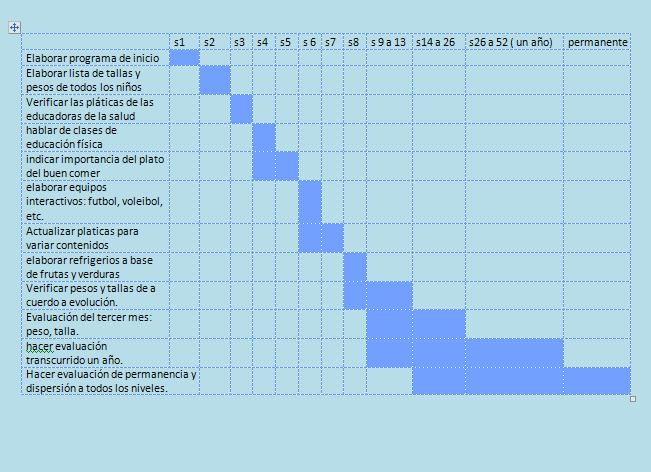 s1 s2 s3 s4 s5 s 6 s7 s8 s 9 a 13 s14 a 26 s26 a 52 ( un año) permanente
Elaborar programa de inicio
Elaborar lista de tallas y
pesos de todos los niños
Verificar las pláticas de las
educadoras de la salud
hablar de clases de
educación física
indicar importancia del plato
del buen comer
elaborar equipos
interactivos: futbol, voleibol,
etc.
Actualizar platicas para
variar contenidos
elaborar refrigerios a base
de frutas y verduras
Verificar pesos y tallas de a
cuerdo a evolución.
Evaluación del tercer mes:
peso, talla.
hacer evaluación
transcurrido un año.
Hacer evaluación de permanencia y
dispersión a todos los niveles.